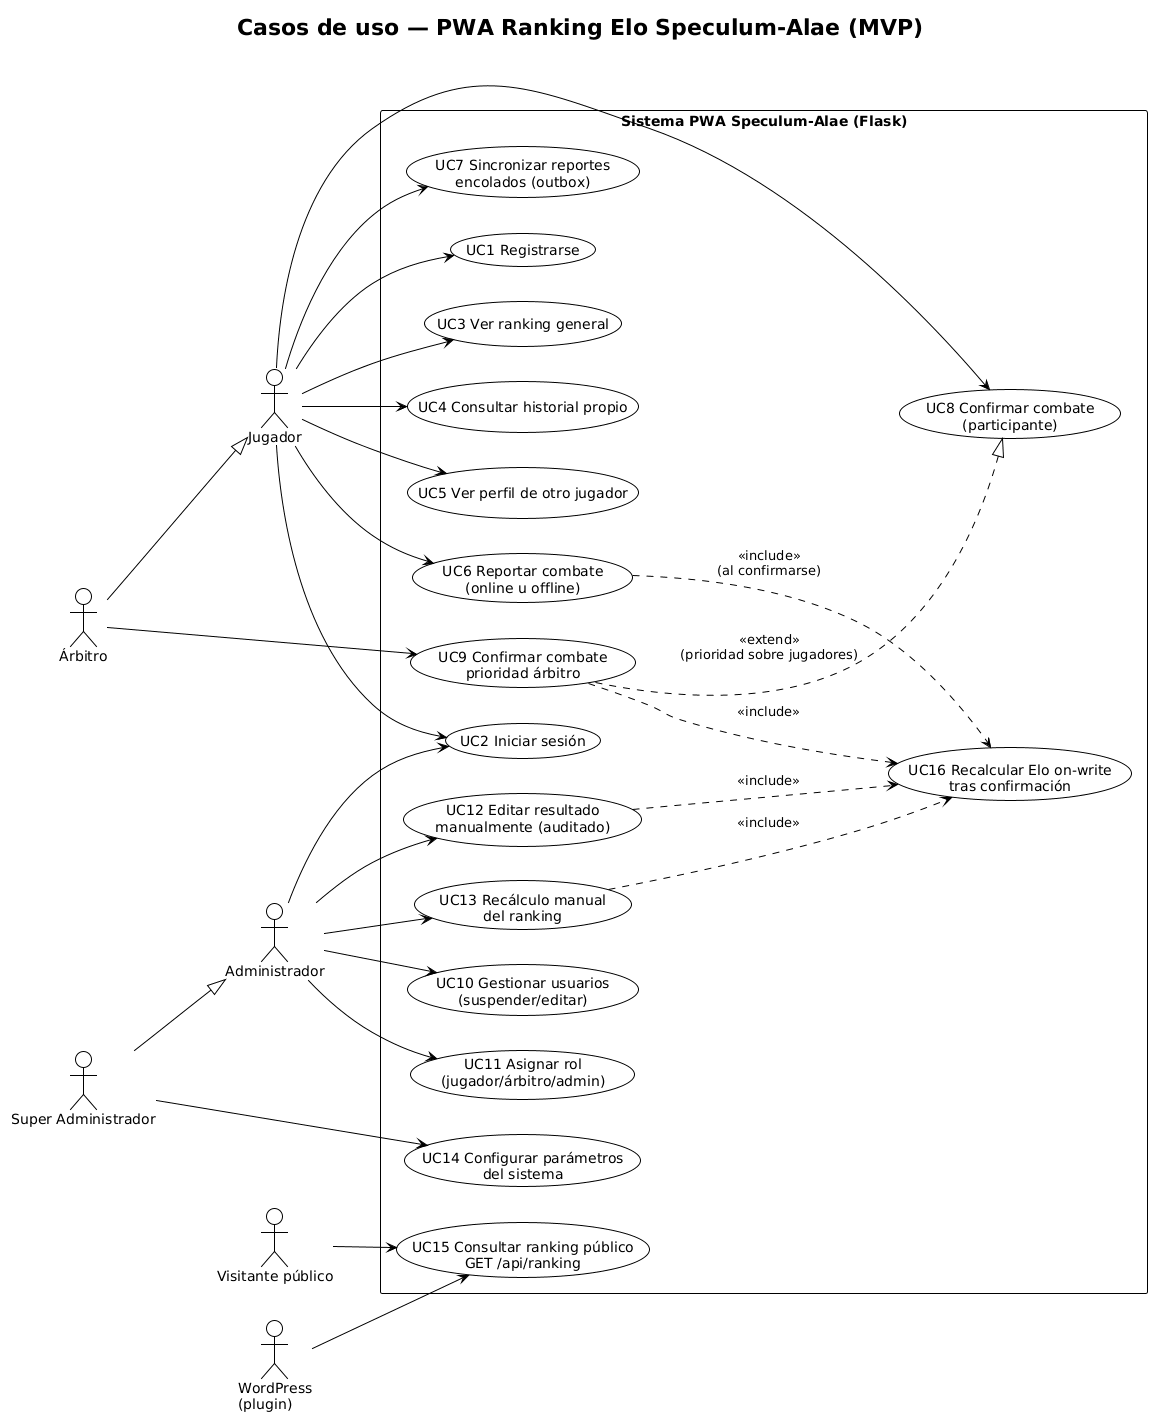 Casos de uso — PWA Ranking Elo Speculum-Alae (MVP)
Sistema PWA Speculum-Alae (Flask)
UC7 Sincronizar reportes
encolados (outbox)
UC1 Registrarse
UC3 Ver ranking general
UC4 Consultar historial propio
UC8 Confirmar combate
(participante)
Jugador
UC5 Ver perfil de otro jugador
«include»
(al confirmarse)
UC6 Reportar combate
(online u offline)
«extend»
(prioridad sobre jugadores)
Árbitro
UC9 Confirmar combate
prioridad árbitro
«include»
UC2 Iniciar sesión
UC16 Recalcular Elo on-write
tras confirmación
«include»
UC12 Editar resultado
manualmente (auditado)
«include»
UC13 Recálculo manual
del ranking
Administrador
UC10 Gestionar usuarios
(suspender/editar)
UC11 Asignar rol
(jugador/árbitro/admin)
Super Administrador
UC14 Configurar parámetros
del sistema
UC15 Consultar ranking público
GET /api/ranking
Visitante público
WordPress
(plugin)